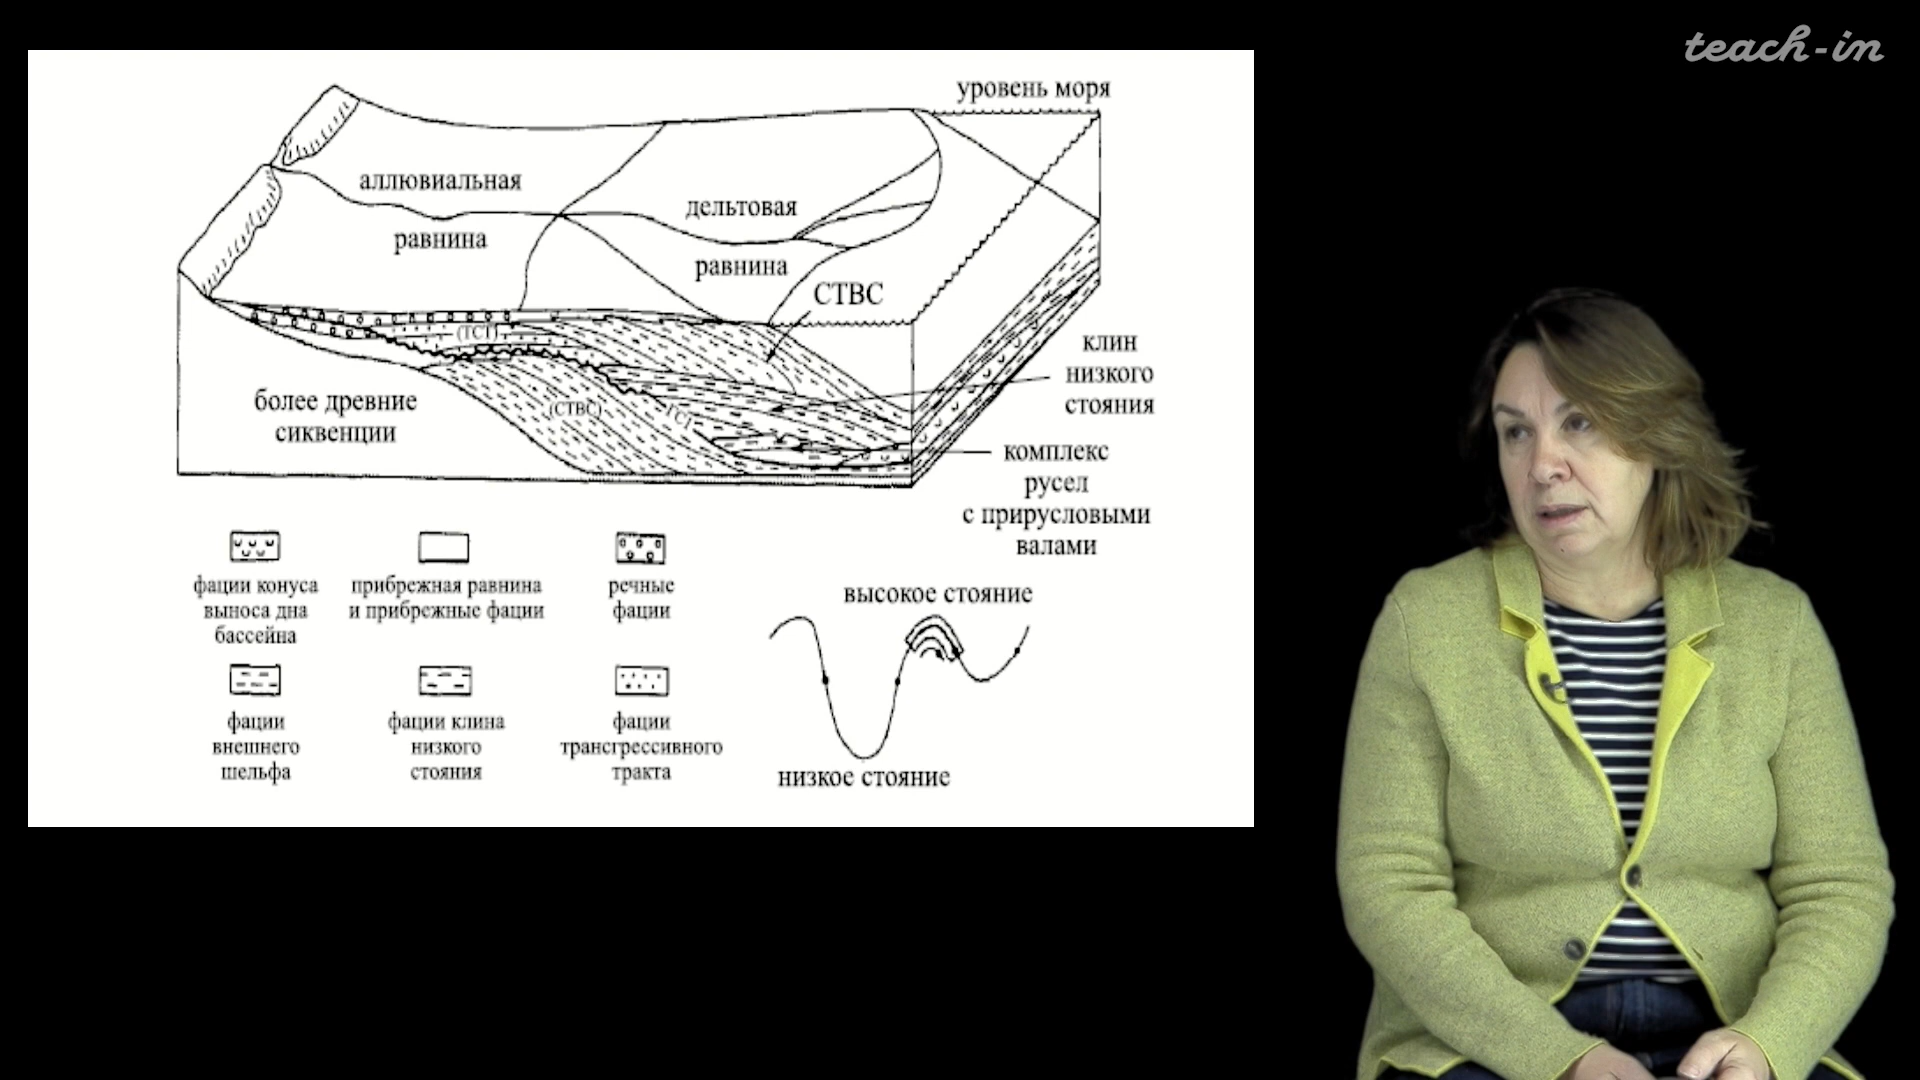 teach-in
уровень моря
аллювиальная
равнина
дельтовая
равнина
СТВС
(ТСТ)
клин
низкого
стояния
более древние
сиквенции
(СТВС)
ТСТ
комплекс
русел
с прирусловыми
валами
фации конуса
выноса дна
бассейна
прибрежная равнина
и прибрежные фации
речные
фации
фации
внешнего
шельфа
фации клина
низкого
стояния
фации
трансгрессивного
тракта
высокое стояние
низкое стояние